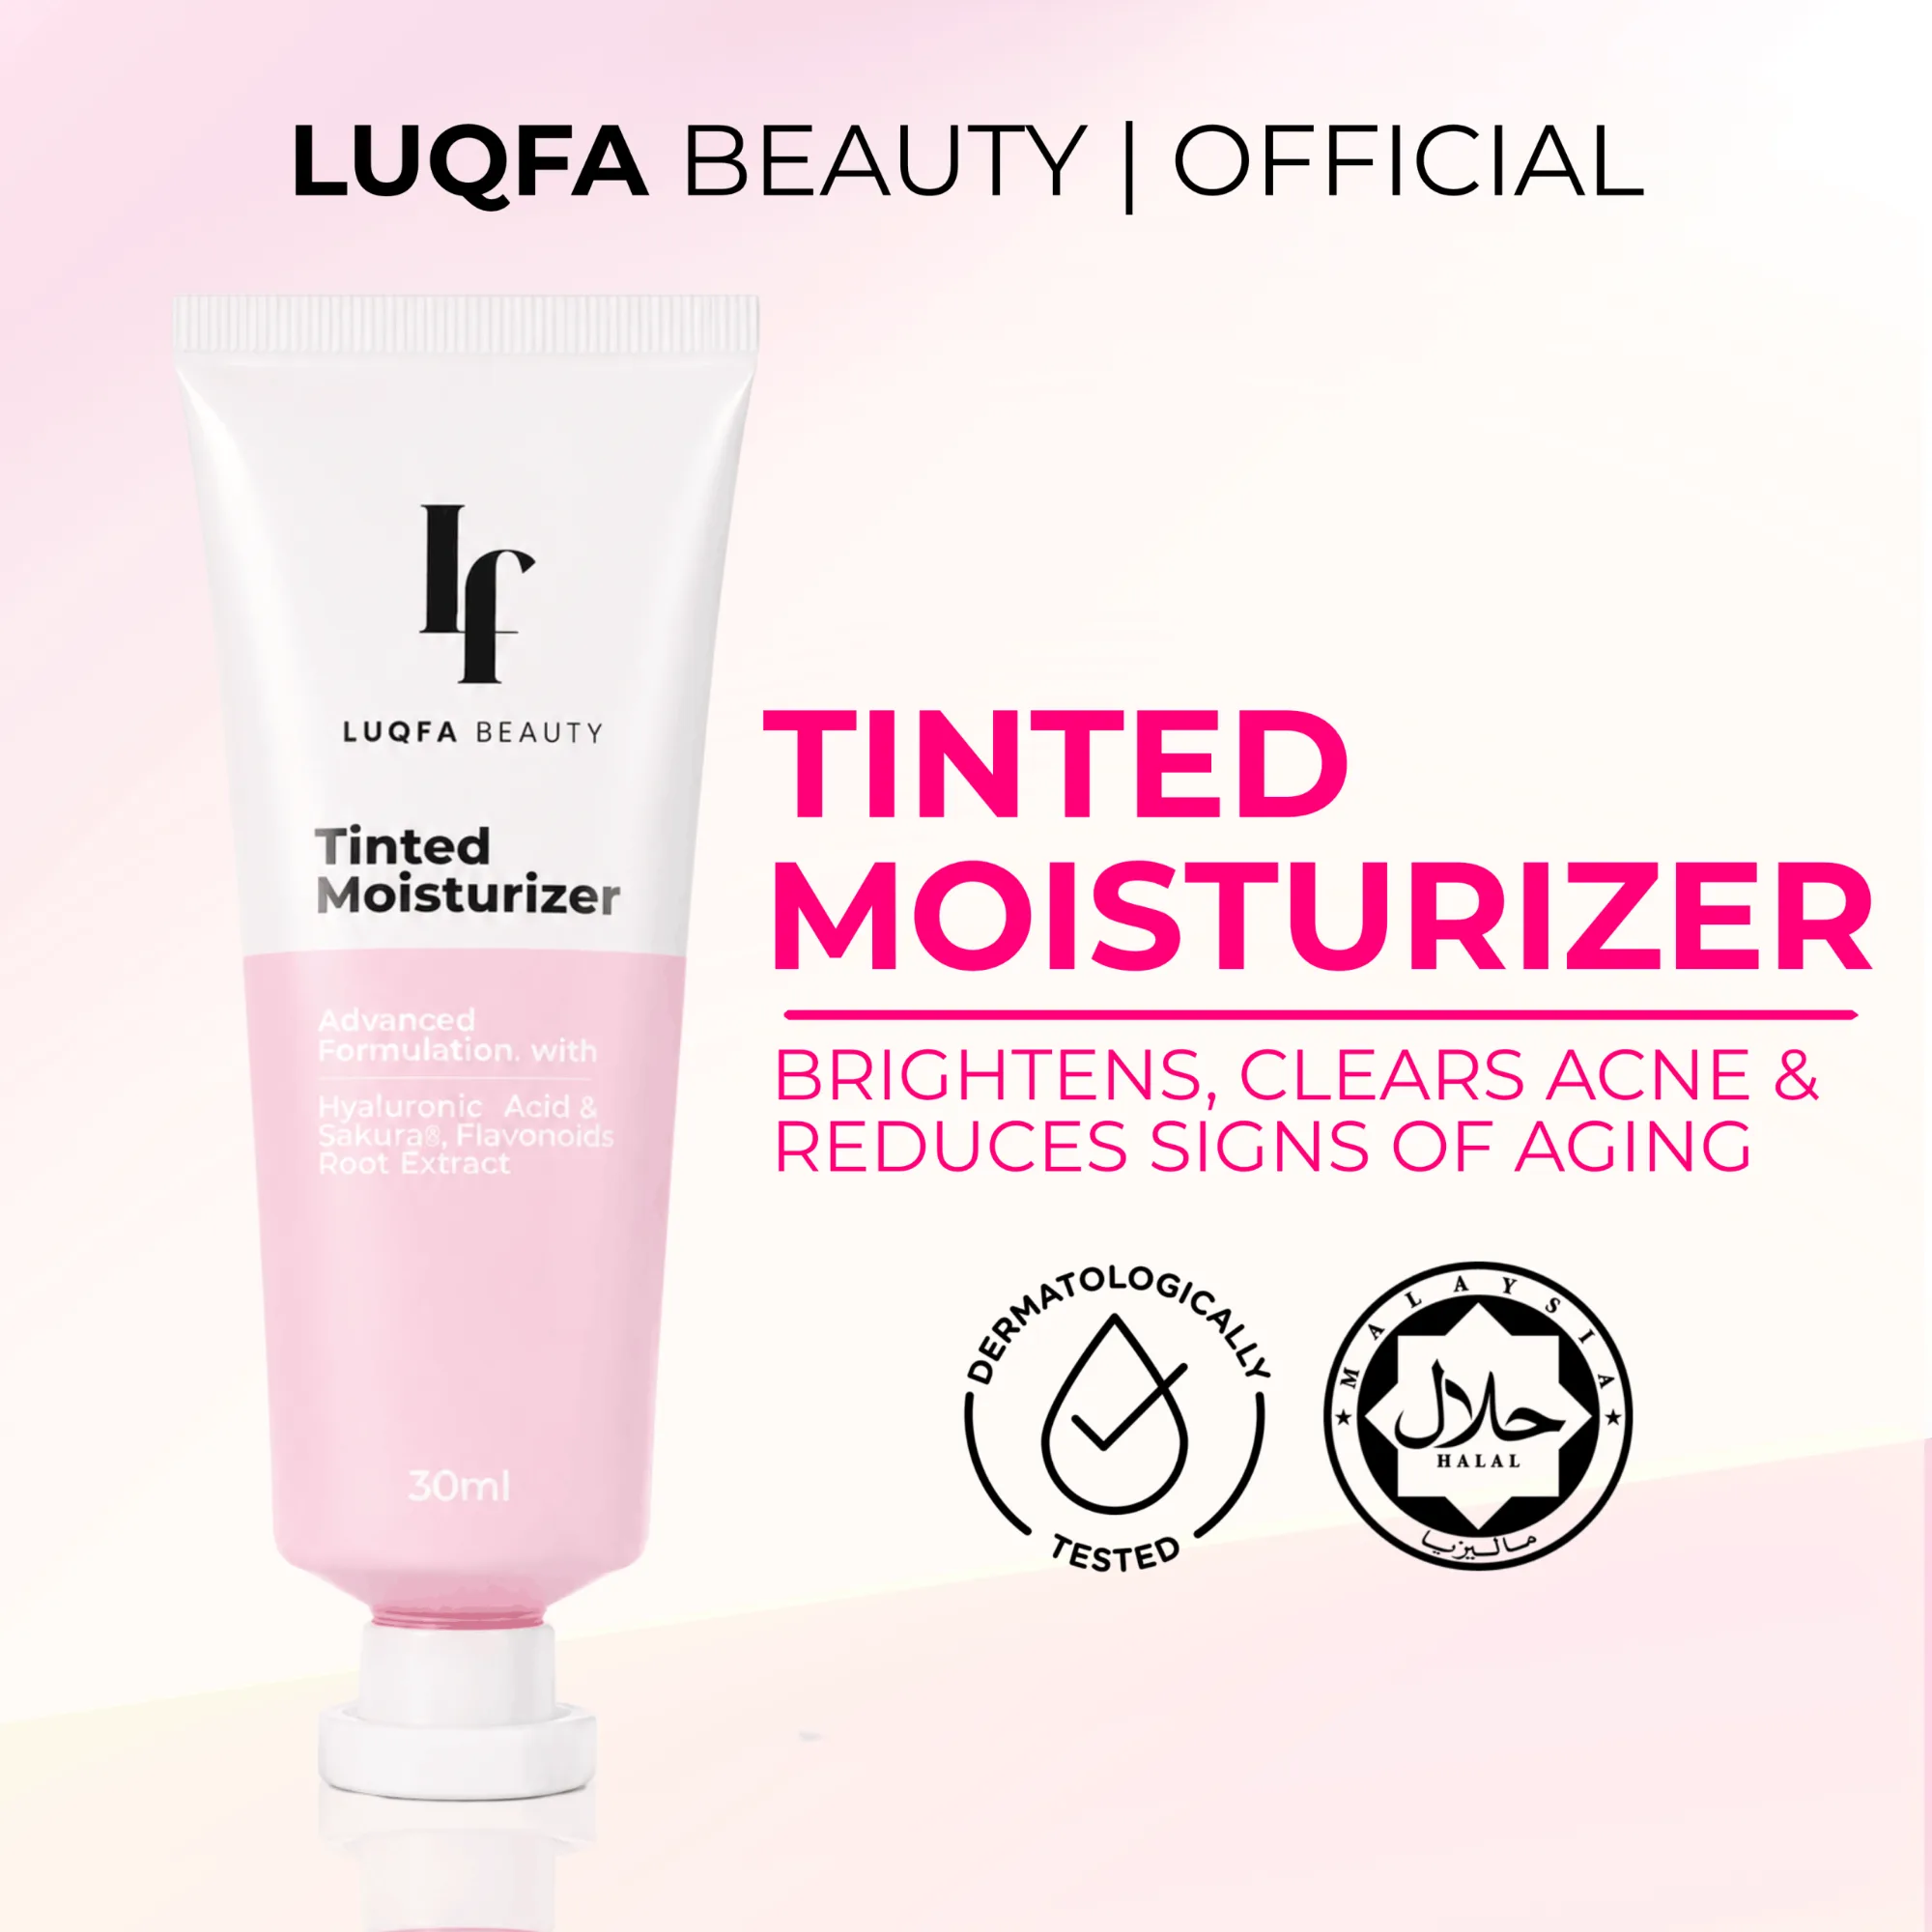 LUQFA BEAUTY | OFFICIAL
lf
LUQFA BEAUTY
Tinted
Moisturizer
Advanced
Formulation. with
Hyaluronic Acid &
Sakura®, Flavonoids
Root Extract
30ml
TINTED
MOISTURIZER
BRIGHTENS, CLEARS ACNE &
REDUCES SIGNS OF AGING
DERMATOLOGICALLY
TESTED
MALAYSIA
حلال
HALAL
ماليزيا